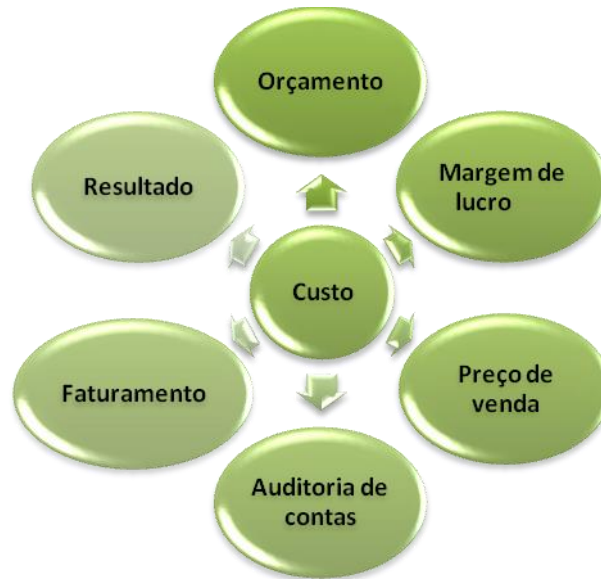 Orçamento
Margem de
lucro
Preço de
venda
Auditoria de
contas
Faturamento
Resultado
Custo